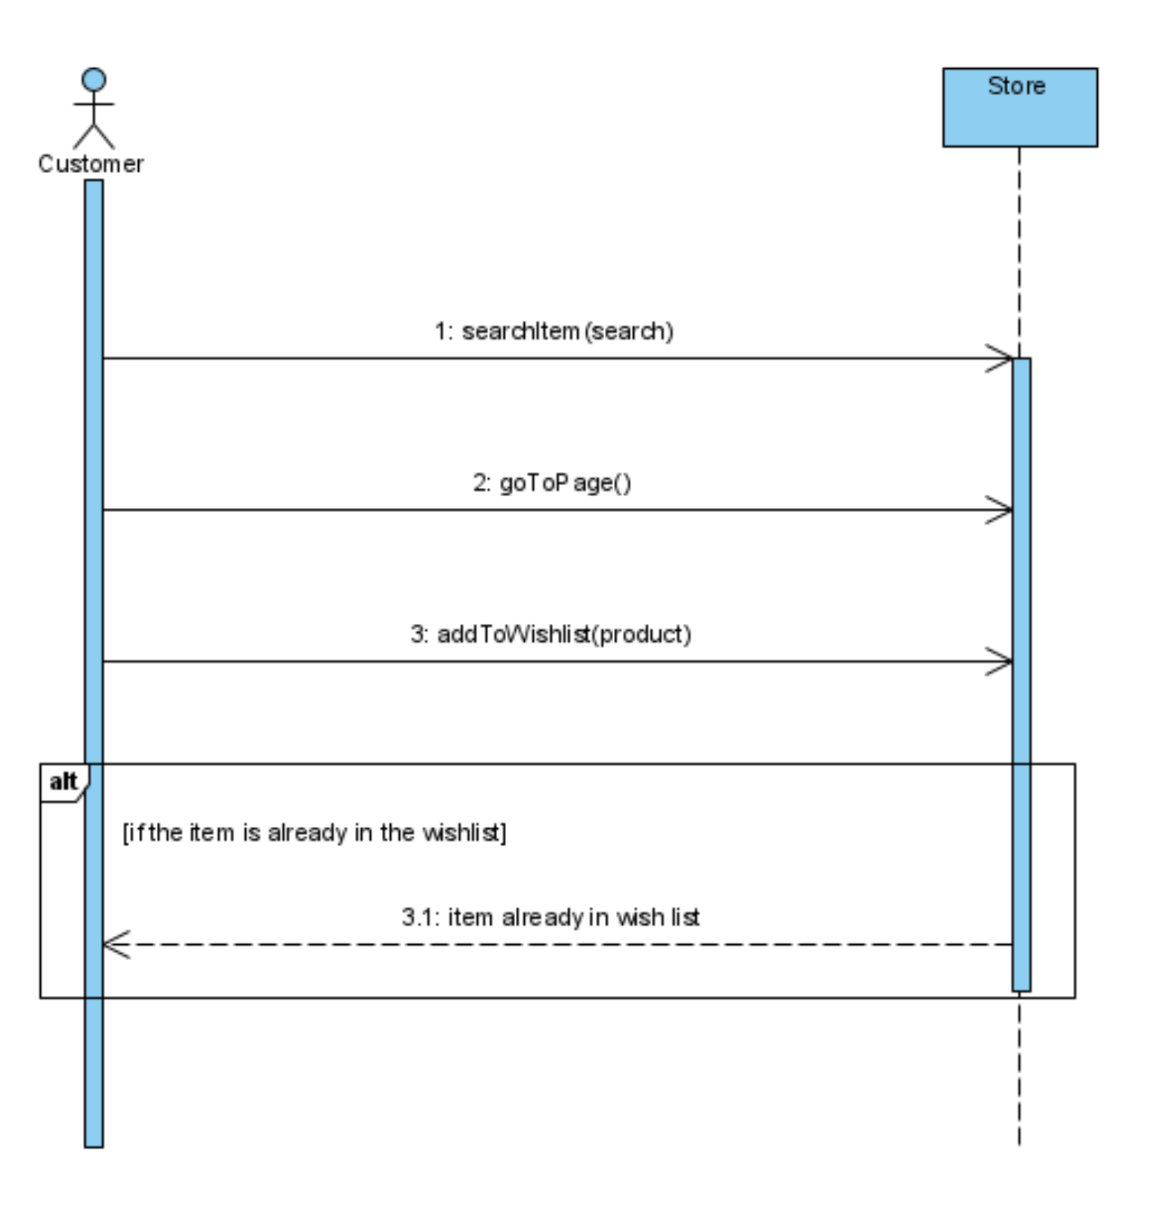 Customer
Store
1: searchItem(search)
2: goToPage()
3: addToWishlist(product)
alt
[if the item is already in the wishlist]
3.1: item already in wish list